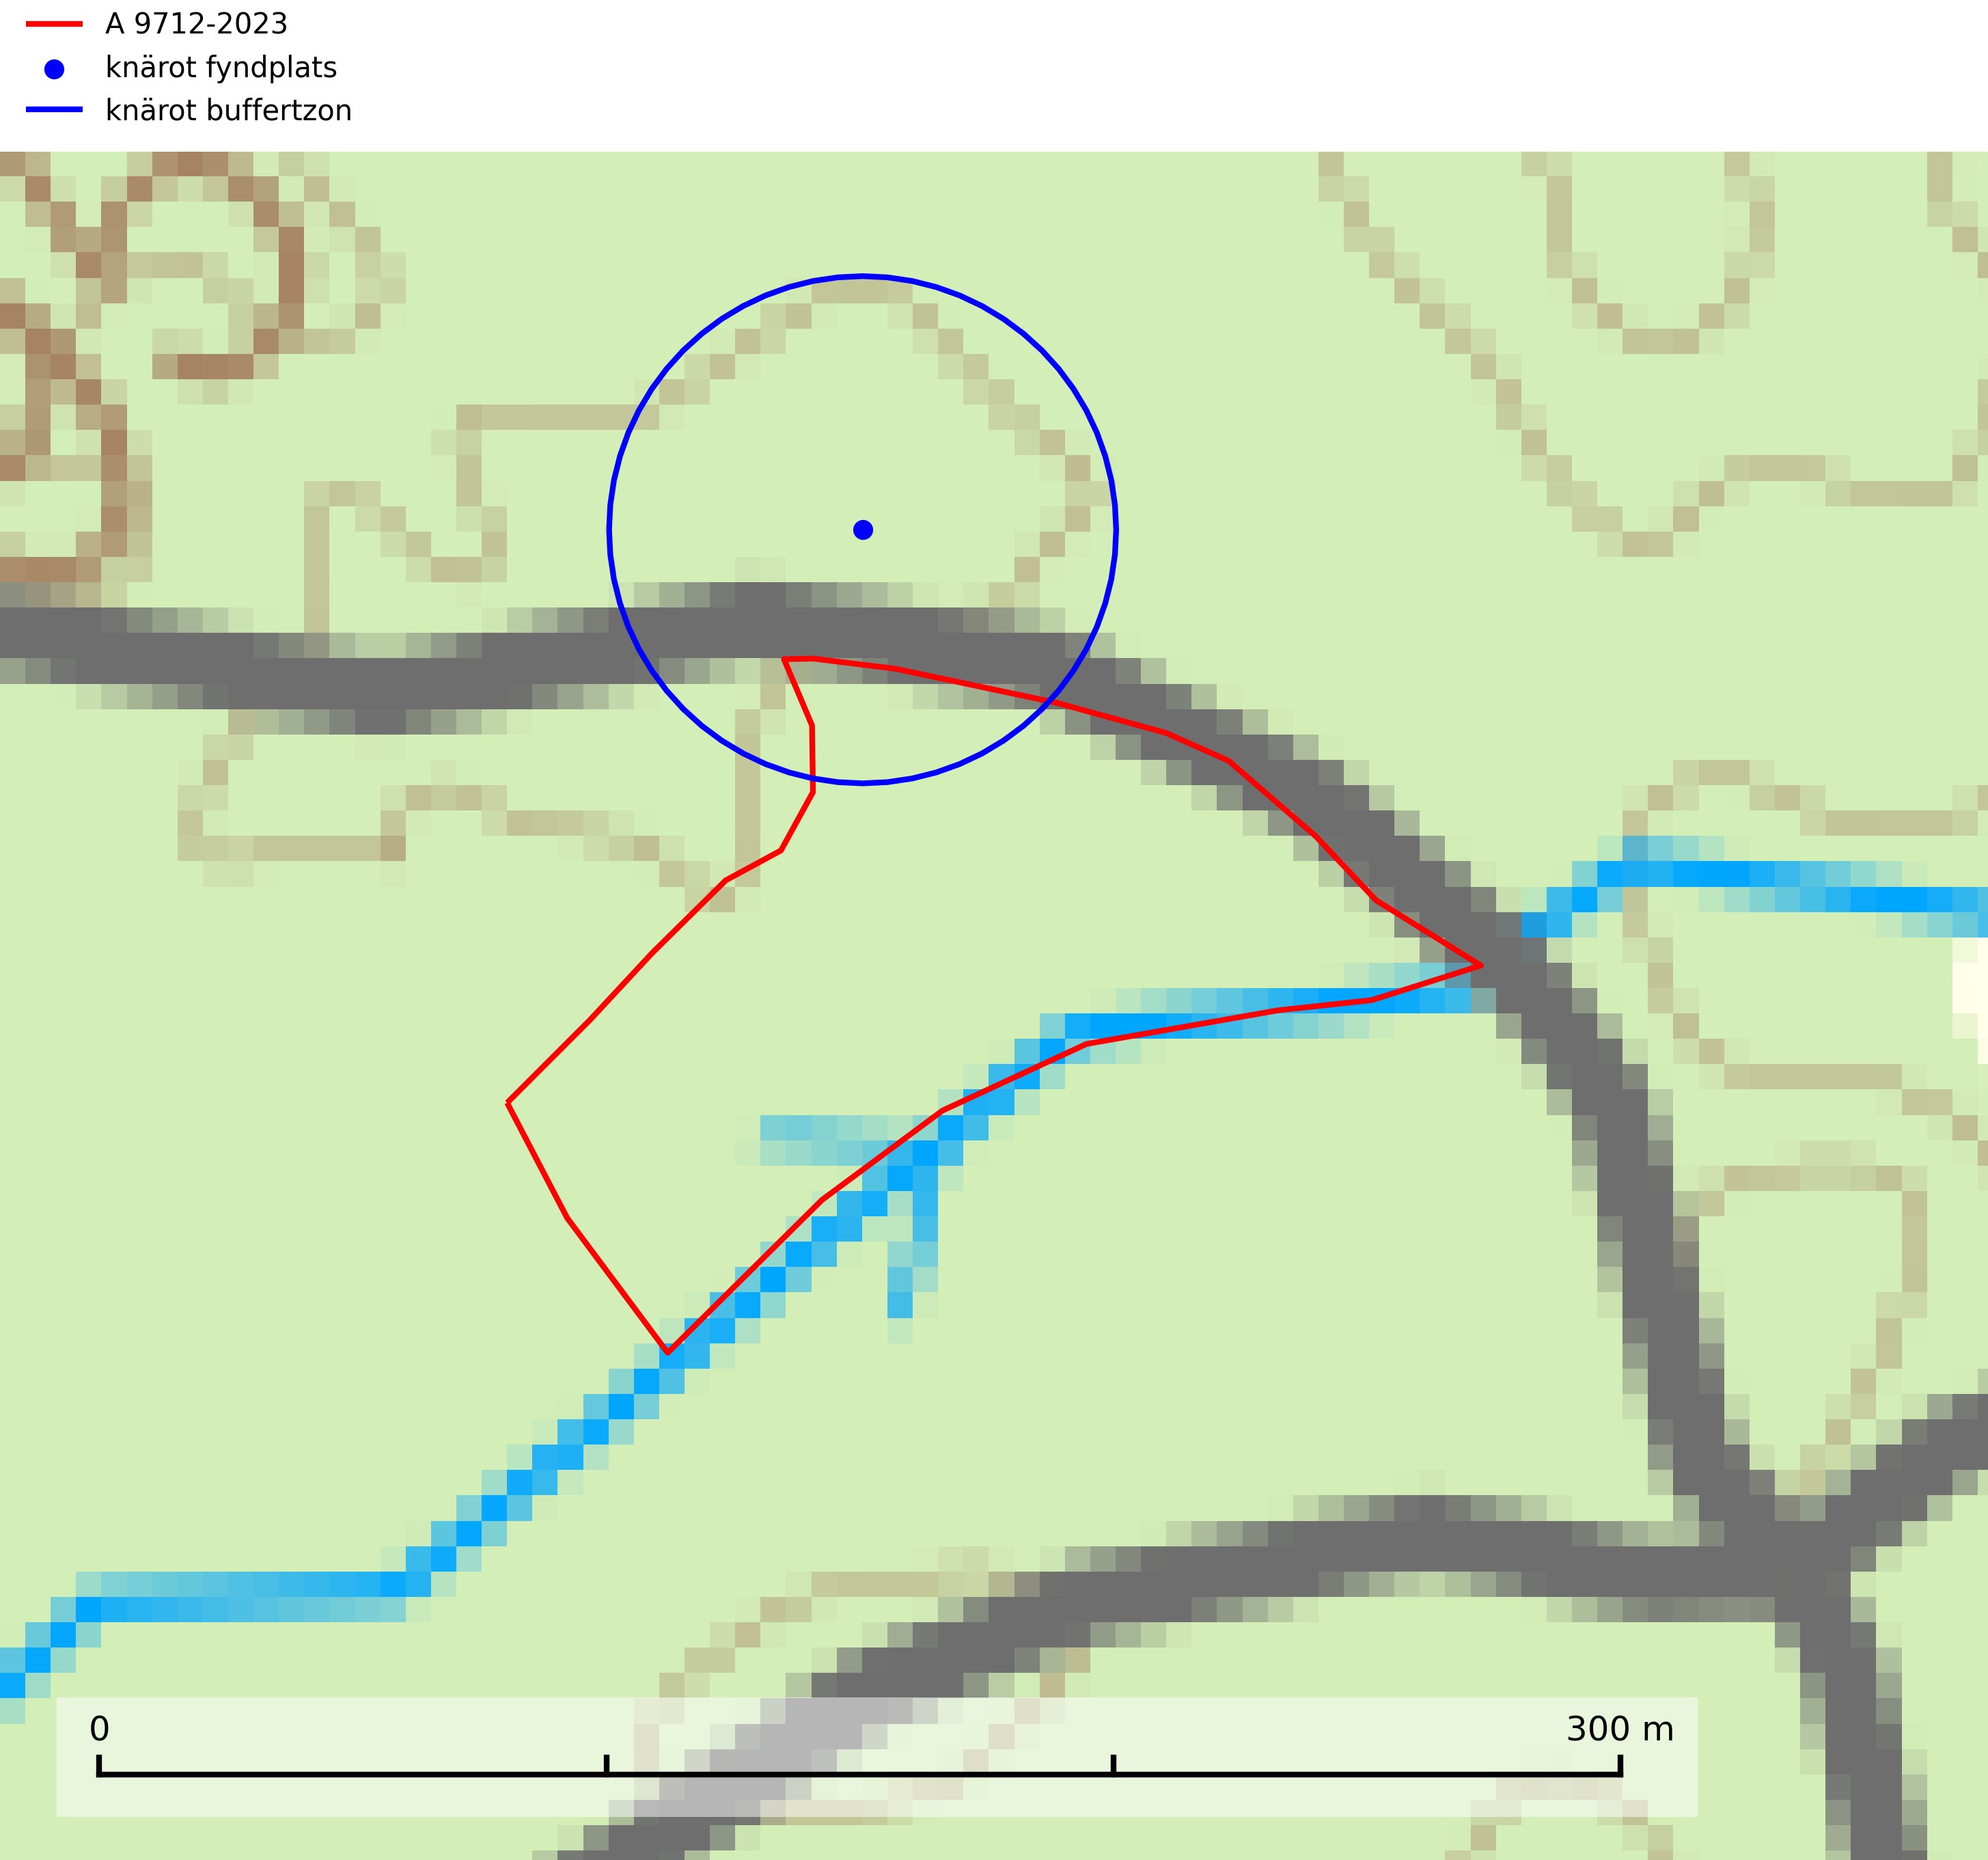 A 9712-2023
knärot fyndplats
knärot buffertzon
0 300 m